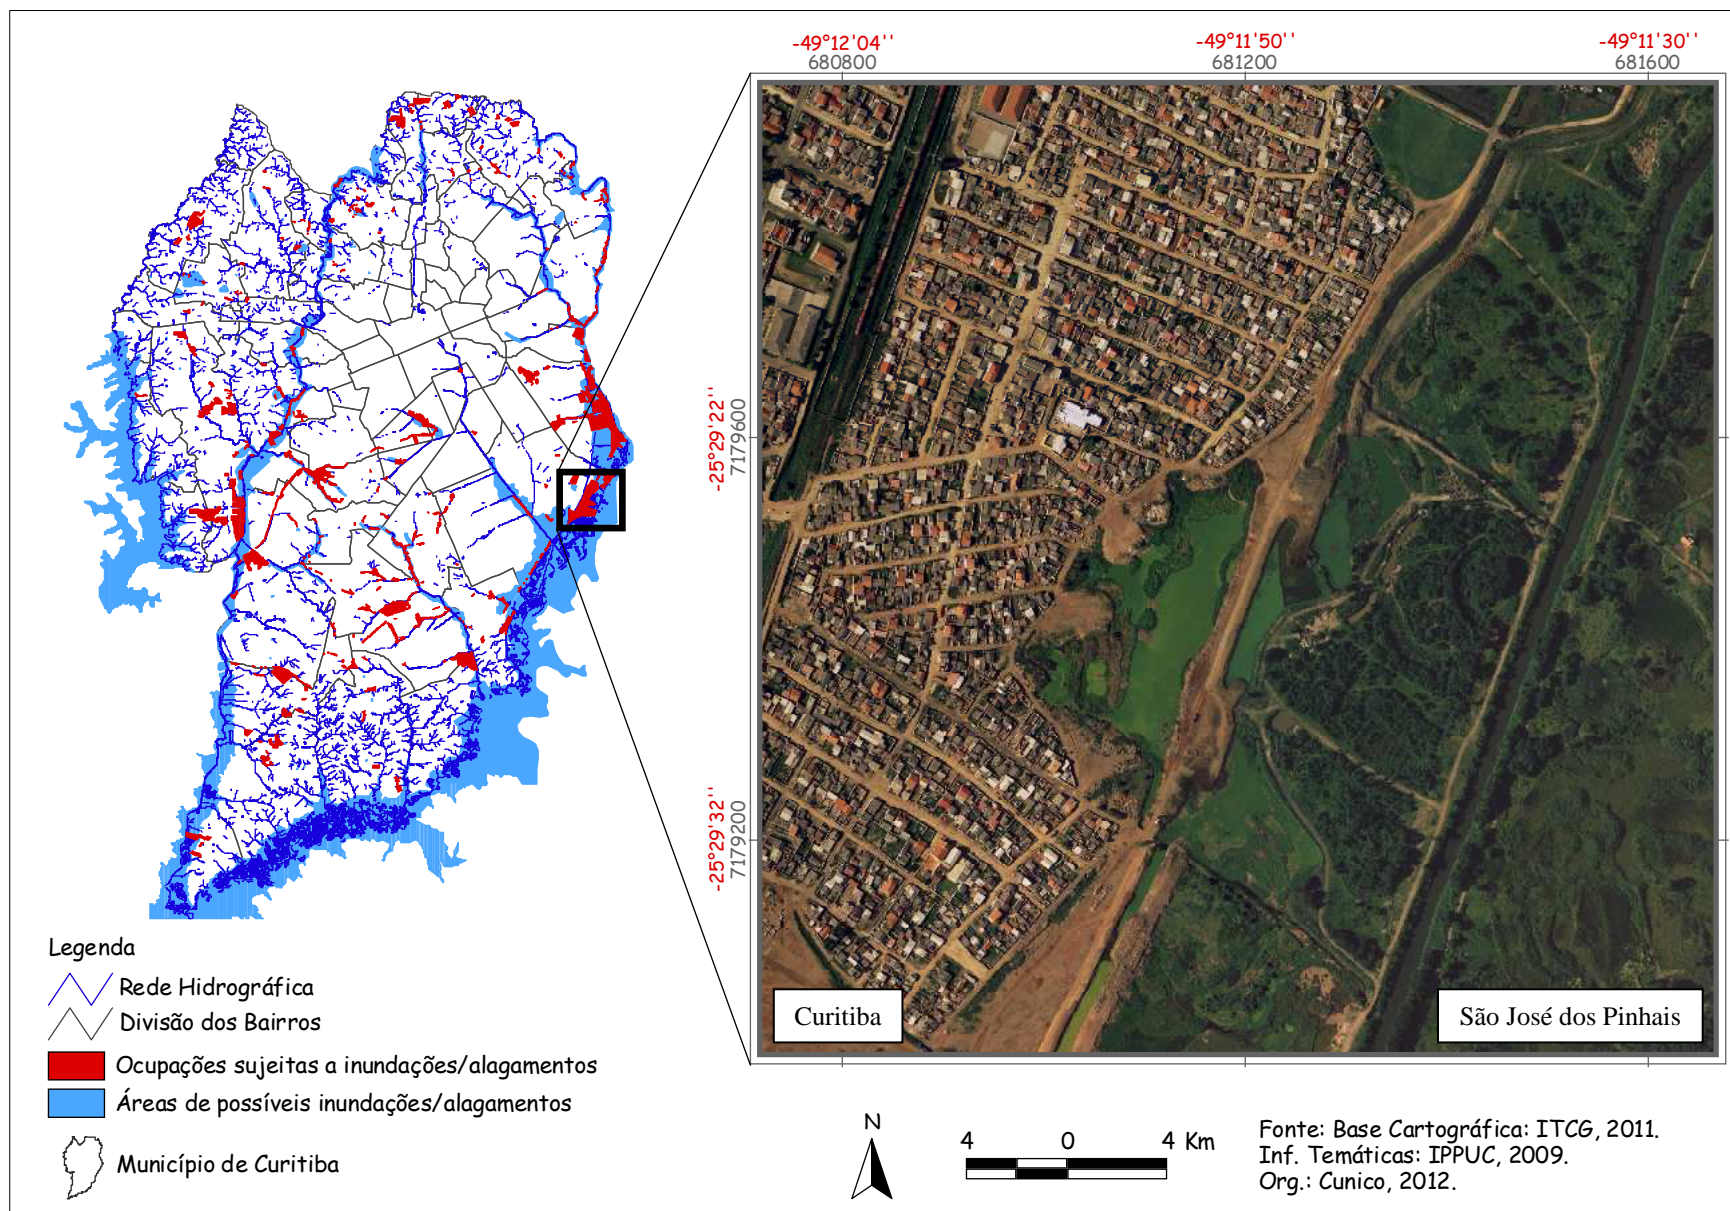 -49°12'04''
-49°11'50''
-49°11'30''
680800
681200
681600
-25°29'22''
7179600
-25°29'32''
7179200
Curitiba
São José dos Pinhais
Legenda
Rede Hidrográfica
Divisão dos Bairros
Ocupações sujeitas a inundações/alagamentos
Áreas de possíveis inundações/alagamentos
Município de Curitiba
N
4 0 4 Km
Fonte: Base Cartográfica: ITCG, 2011.
Inf. Temáticas: IPPUC, 2009.
Org.: Cunico, 2012.